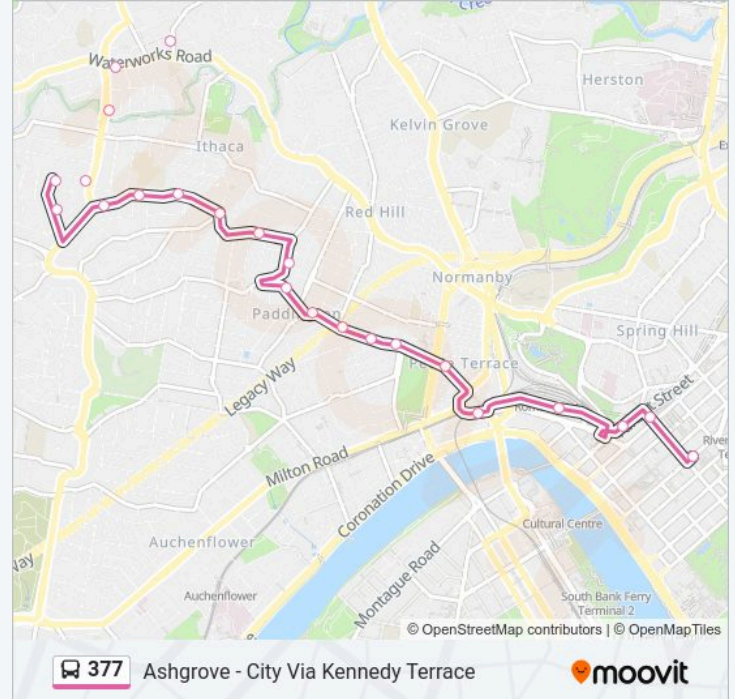 Waterworks Road
Herston
Kelvin Grove
Ithaca
Red Hill
Normanby
Spring Hill
Legacy Way
Terrace
Street
River
Milton Road
Coronation Drive
Cultural Centre
Auchenflower
Montague Road
Auchenflower
South Bank Ferry
Terminal 2
© OpenStreetMap contributors | © OpenMapTiles
377 Ashgrove - City Via Kennedy Terrace
moovit